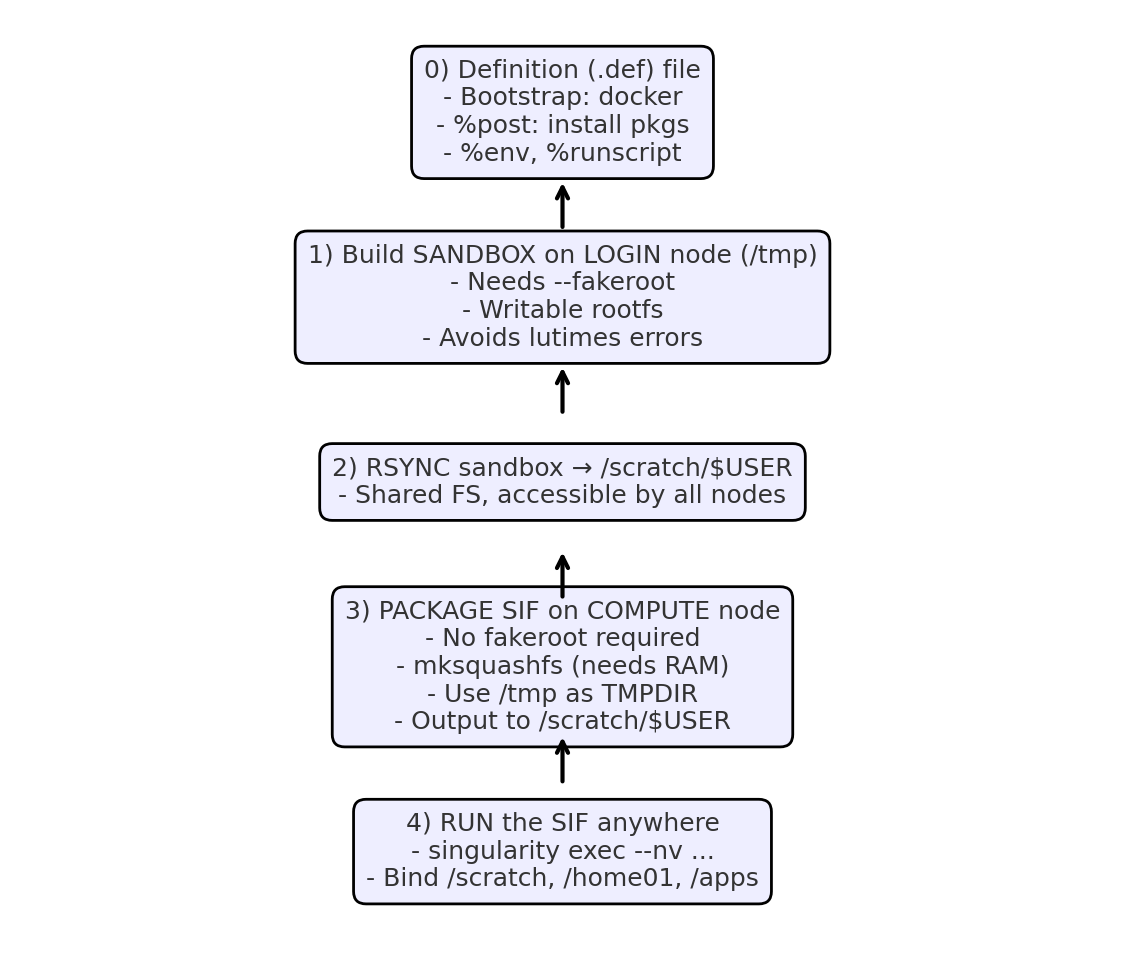 0) Definition (.def) file
- Bootstrap: docker
- %post: install pkgs
- %env, %runscript
1) Build SANDBOX on LOGIN node (/tmp)
- Needs --fakeroot
- Writable rootfs
- Avoids lutimes errors
2) RSYNC sandbox → /scratch/$USER
- Shared FS, accessible by all nodes
3) PACKAGE SIF on COMPUTE node
- No fakeroot required
- mksquashfs (needs RAM)
- Use /tmp as TMPDIR
- Output to /scratch/$USER
4) RUN the SIF anywhere
- singularity exec --nv ...
- Bind /scratch, /home01, /apps